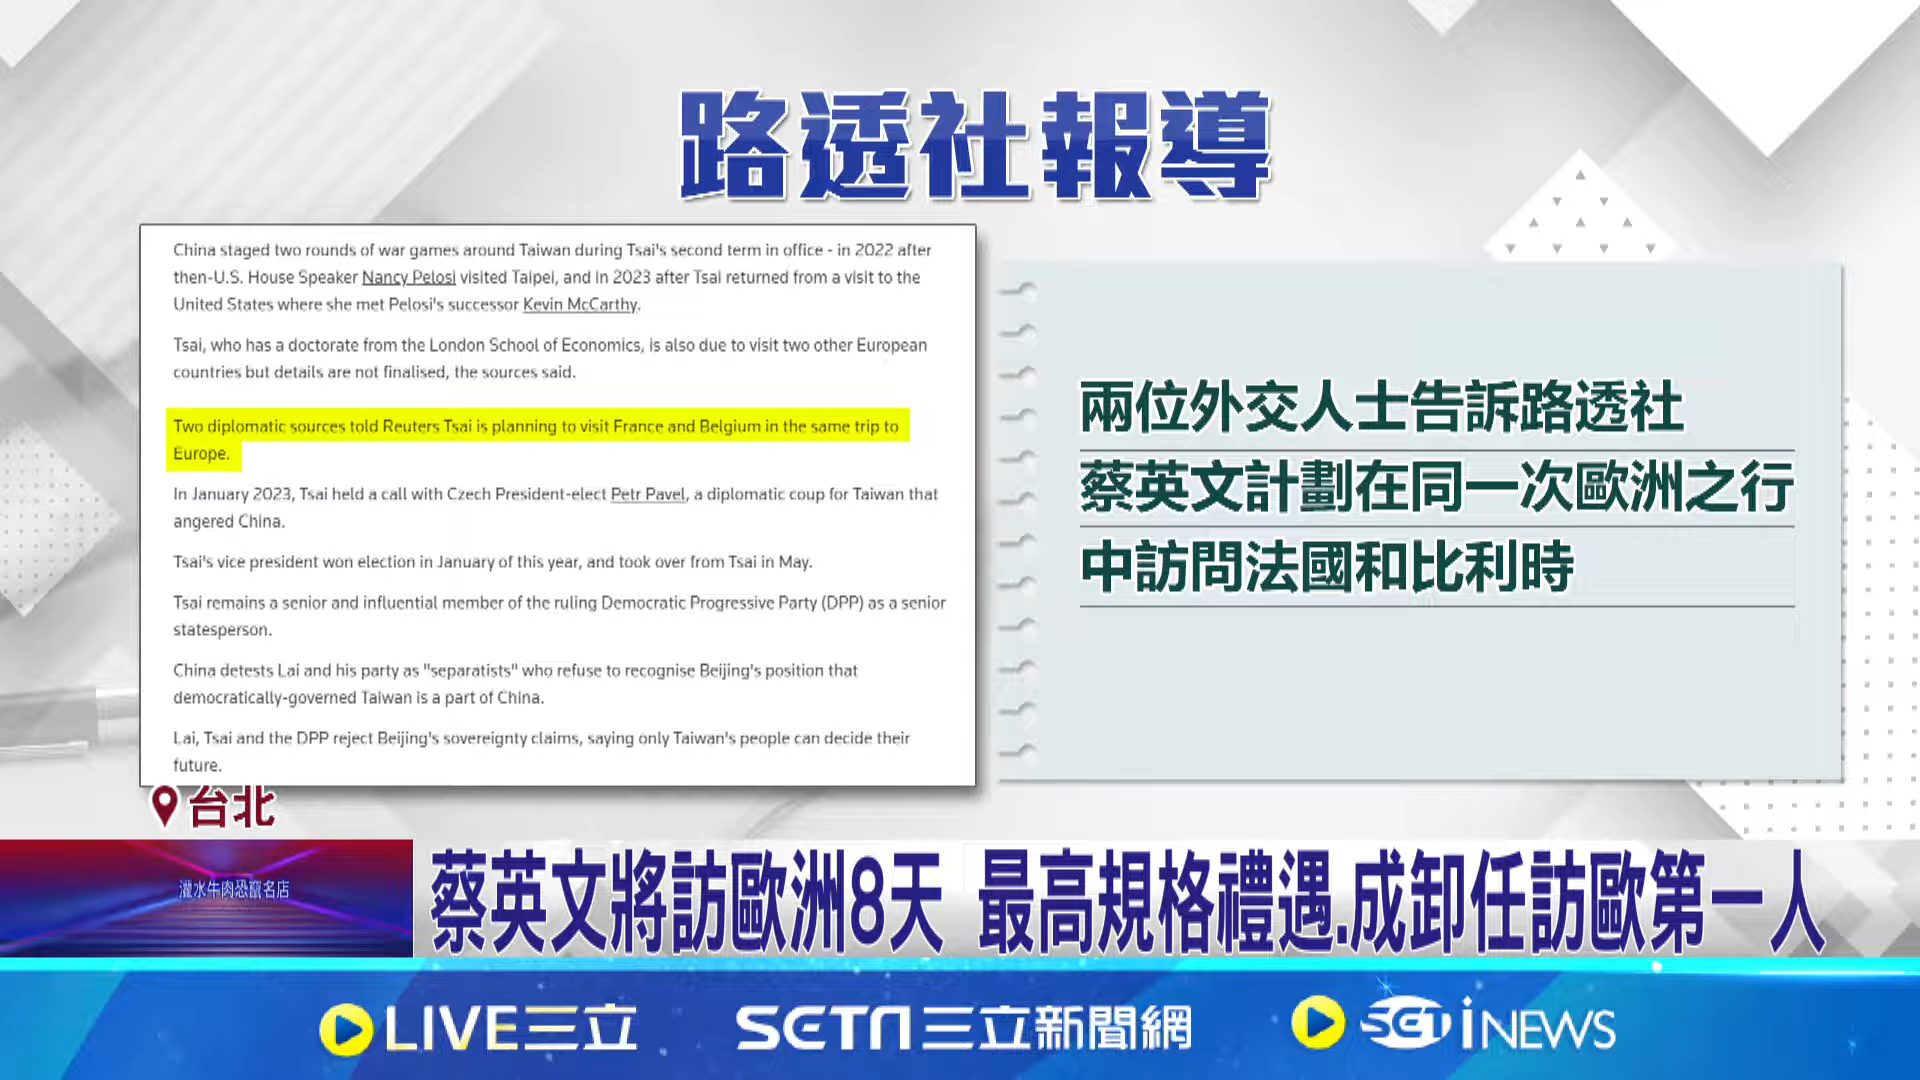 路透社報導
China staged two rounds of war games around Taiwan during Tsai's second term in office - in 2022 after
then-U.S. House Speaker Nancy Pelosi visited Taipei, and in 2023 after Tsai returned from a visit to the
United States where she met Pelosi's successor Kevin McCarthy.
Tsai, who has a doctorate from the London School of Economics, is also due to visit two other European
countries but details are not finalised, the sources said.
Two diplomatic sources told Reuters Tsai is planning to visit France and Belgium in the same trip to
Europe.
In January 2023, Tsai held a call with Czech President-elect Petr Pavel, a diplomatic coup for Taiwan that
angered China.
Tsai's vice president won election in January of this year, and took over from Tsai in May.
Tsai remains a senior and influential member of the ruling Democratic Progressive Party (DPP) as a senior
statesperson.
China detests Lai and his party as "separatists" who refuse to recognise Beijing's position that
democratically-governed Taiwan is a part of China.
Lai, Tsai and the DPP reject Beijing's sovereignty claims, saying only Taiwan's people can decide their
future.
兩位外交人士告訴路透社
蔡英文計劃在同一次歐洲之行
中訪問法國和比利時
台北
灌水牛肉恐竄名店
蔡英文將訪歐洲8天 最高規格禮遇.成卸任訪歐第一人
LIVE三立
SETN三立新聞網
SETiNEWS